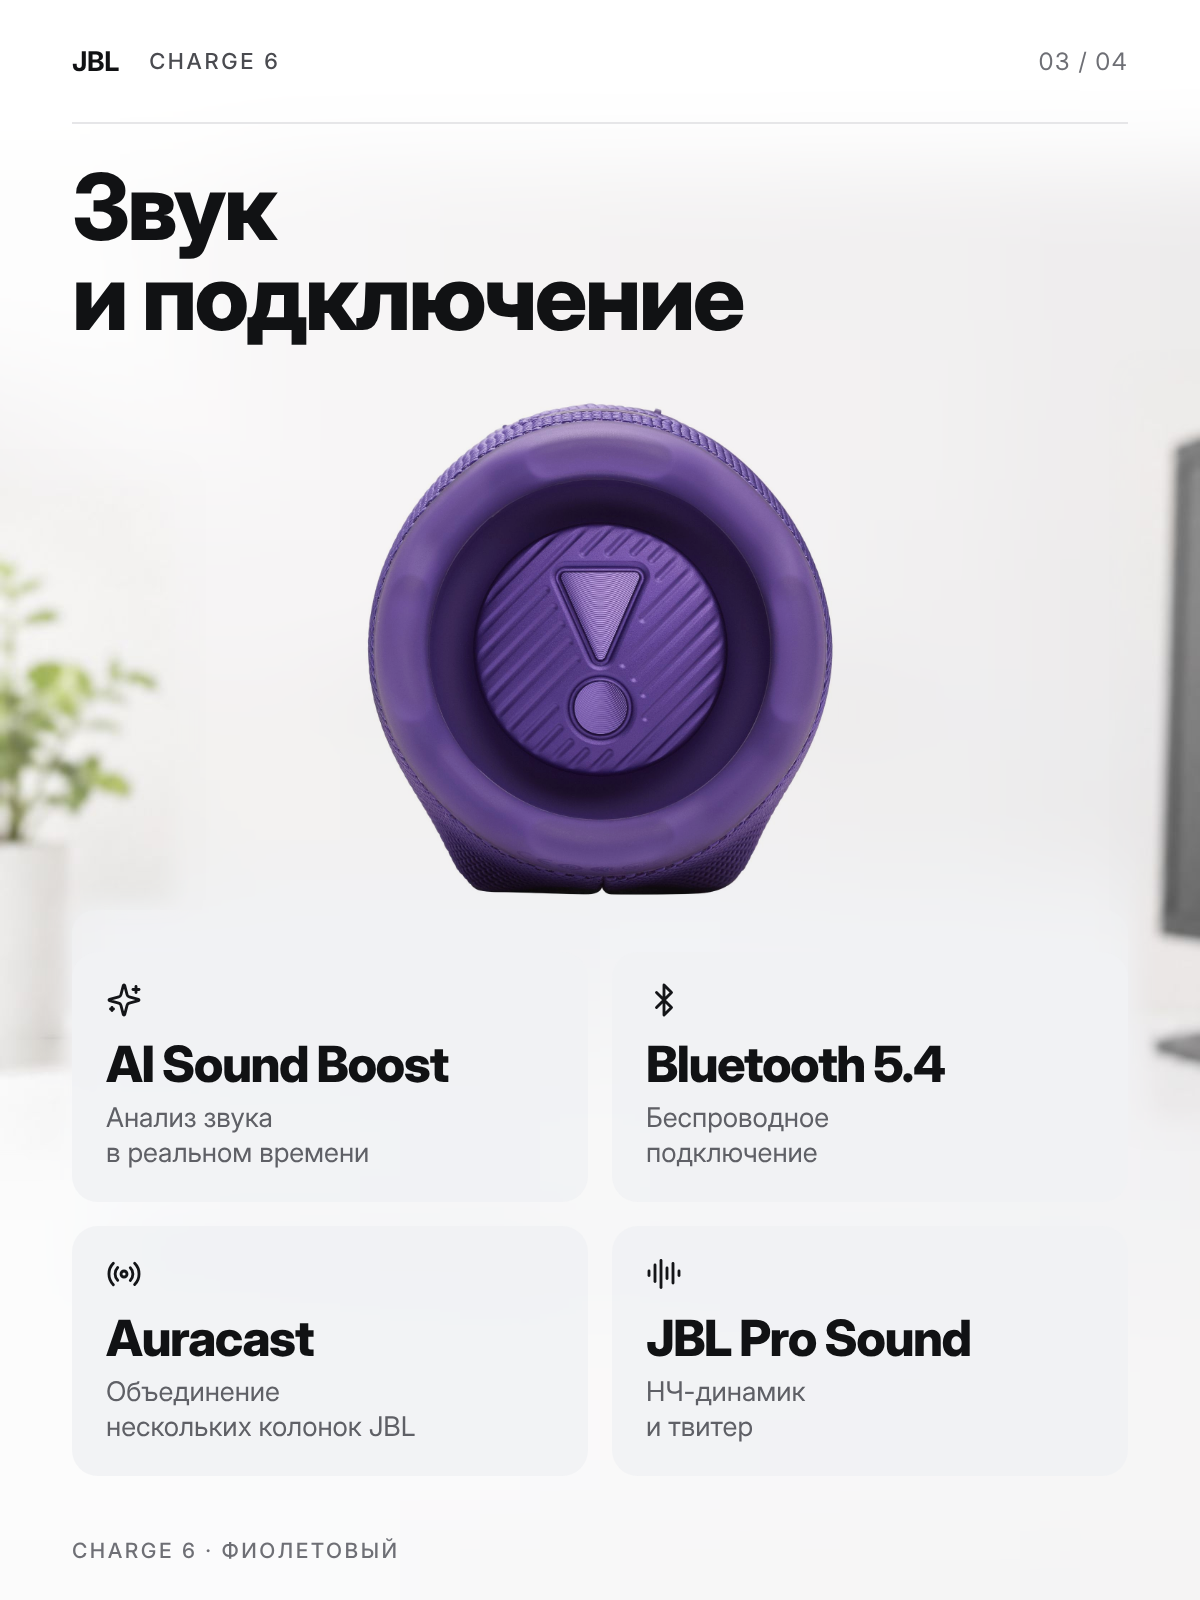 JBL CHARGE 6 03 / 04
Звук
и подключение
AI Sound Boost
Анализ звука
в реальном времени
Bluetooth 5.4
Беспроводное
подключение
Auracast
Объединение
нескольких колонок JBL
JBL Pro Sound
НЧ-динамик
и твитер
CHARGE 6 · ФИОЛЕТОВЫЙ